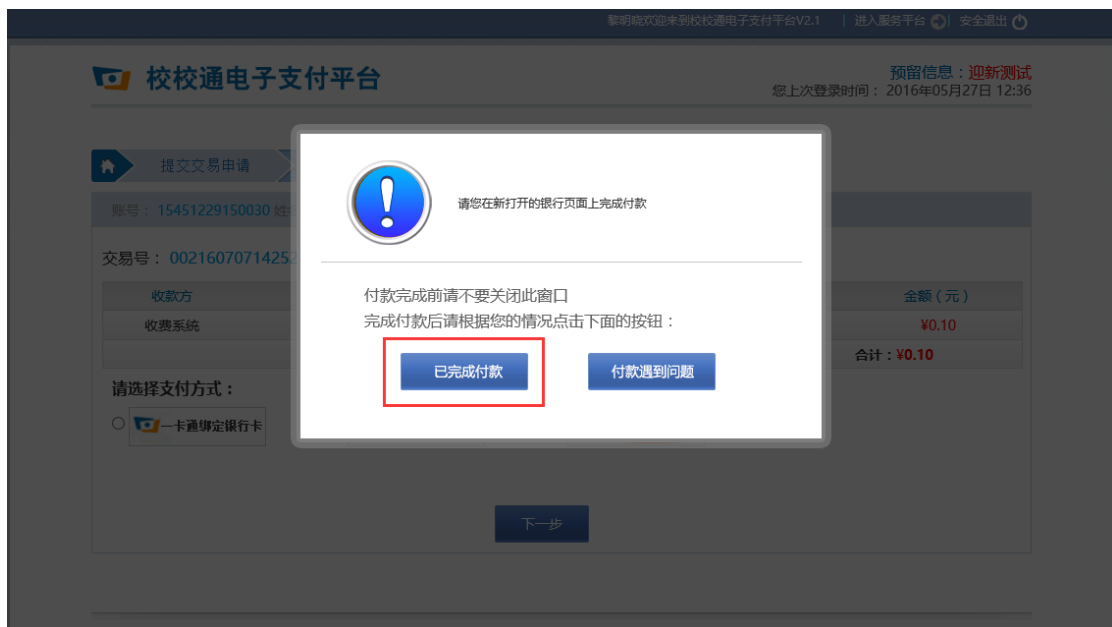 黎明晓欢迎来到校校通电子支付平台V2.1 | 进入服务平台 | 安全退出
校校通电子支付平台
预留信息：迎新测试
您上次登录时间： 2016年05月27日 12:36
提交交易申请
请您在新打开的银行页面上完成付款
账号： 15451229150030 姓
交易号： 0021607071425
收款方 金额（元）
付款完成前请不要关闭此窗口
收费系统 ¥0.10
完成付款后请根据您的情况点击下面的按钮：
合计：¥0.10
已完成付款 付款遇到问题
请选择支付方式：
一卡通绑定银行卡
下一步